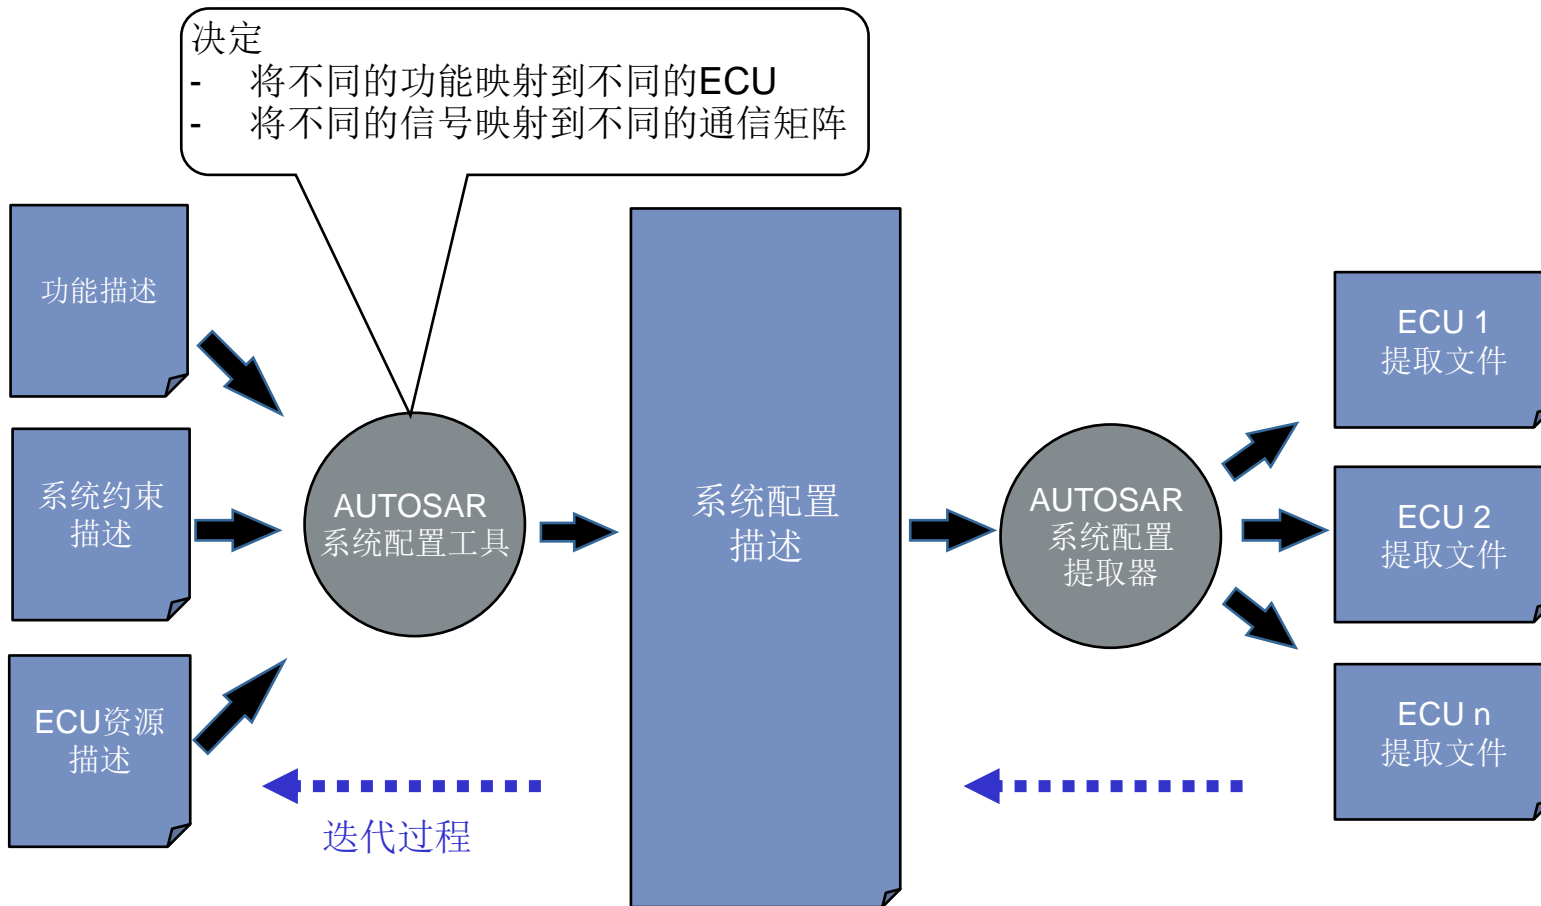 决定
- 将不同的功能映射到不同的ECU
- 将不同的信号映射到不同的通信矩阵
功能描述
系统约束
描述
ECU资源
描述
AUTOSAR
系统配置工具
系统配置
描述
AUTOSAR
系统配置
提取器
ECU 1
提取文件
ECU 2
提取文件
ECU n
提取文件
迭代过程